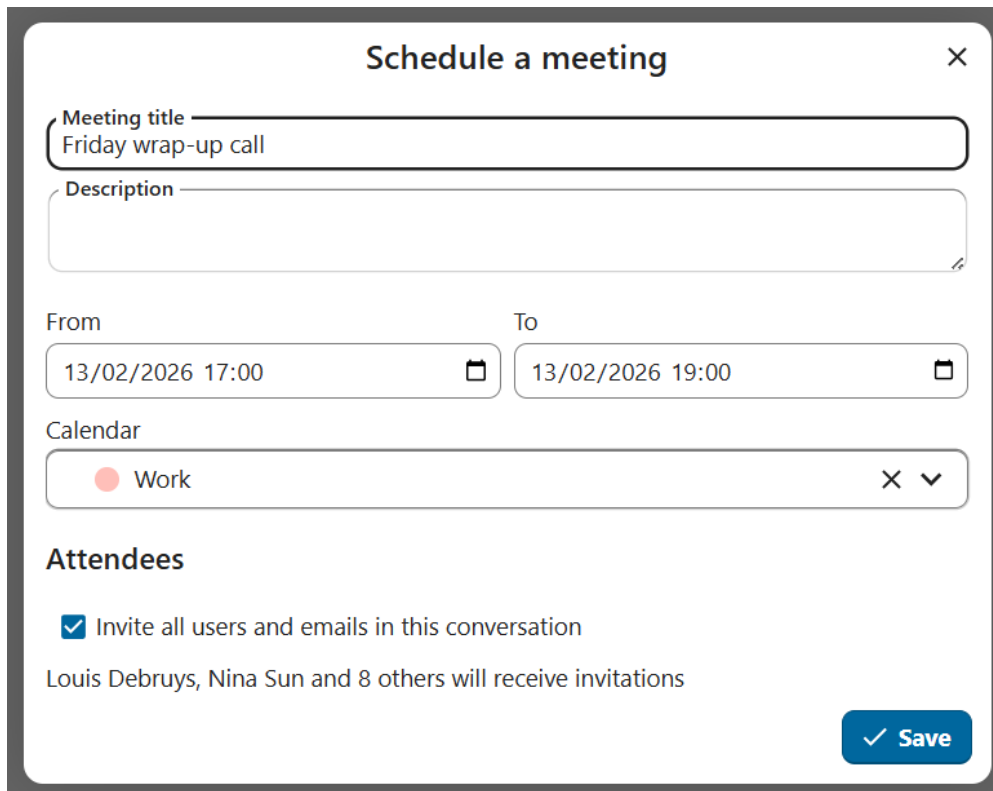 Schedule a meeting
Meeting title
Friday wrap-up call
Description
From
To
13/02/2026 17:00
13/02/2026 19:00
Calendar
Work
Attendees
Invite all users and emails in this conversation
Louis Debruys, Nina Sun and 8 others will receive invitations
Save